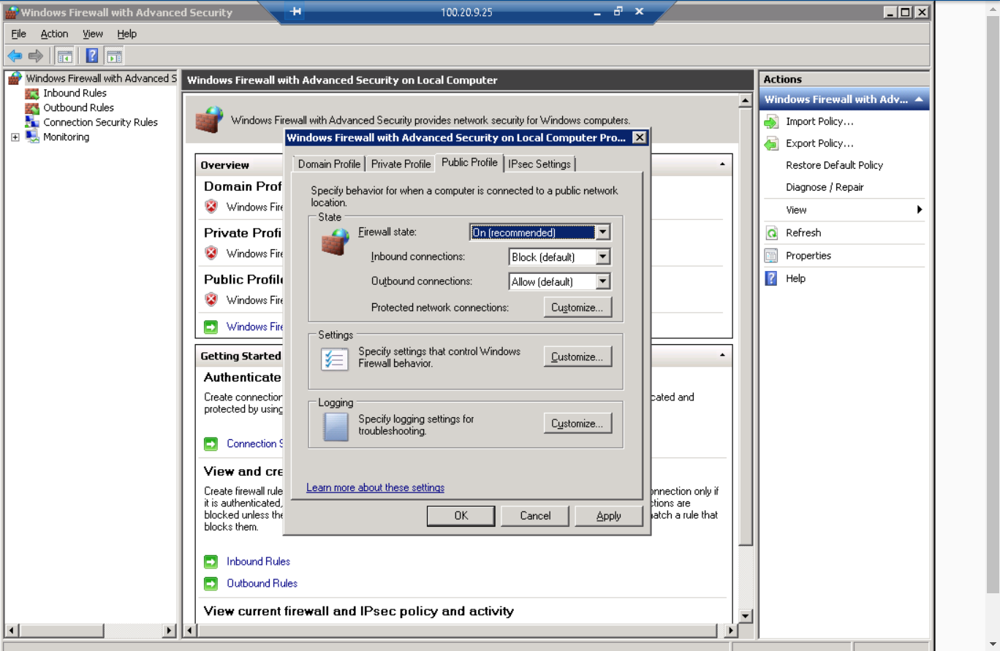 Windows Firewall with Advanced Security
100.20.9.25
File Action View Help
Windows Firewall with Advanced S
Inbound Rules
Outbound Rules
Connection Security Rules
Monitoring
Windows Firewall with Advanced Security on Local Computer
Windows Firewall with Advanced Security provides network security for Windows computers.
Overview
Domain Prof
Windows Fire
Private Profi
Windows Fire
Public Profile
Windows Fire
Windows Fire
Getting Started
Authenticate
Create connection
cated and
protected by using
Connection S
View and cre
Create firewall rule
onnection only if
it is authenticated,
ctions are
blocked unless the
atch a rule that
blocks them.
Inbound Rules
Outbound Rules
View current firewall and IPsec policy and activity
Windows Firewall with Advanced Security on Local Computer Pro...
Domain Profile Private Profile Public Profile IPsec Settings
Specify behavior for when a computer is connected to a public network
location.
State
Firewall state: On (recommended)
Inbound connections: Block (default)
Outbound connections: Allow (default)
Protected network connections: Customize...
Settings
Specify settings that control Windows
Firewall behavior.
Customize...
Logging
Specify logging settings for
troubleshooting.
Customize...
Learn more about these settings
OK Cancel Apply
Actions
Windows Firewall with Adv...
Import Policy...
Export Policy...
Restore Default Policy
Diagnose / Repair
View
Refresh
Properties
Help